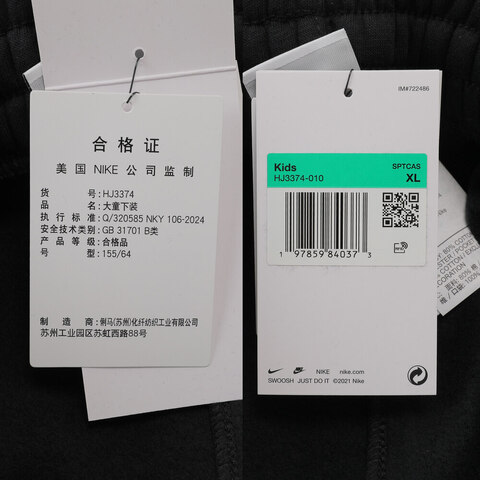 合格证
美国 NIKE 公司监制
货号:HJ3374
品名:大童下装
执行标准:Q/320585 NKY 106-2024
安全技术类别:GB 31701 B类
产品等级:合格品
型号:155/64
制造商:俐马(苏州)化纤纺织工业有限公司
苏州工业园区苏虹西路88号
IM#722486
Kids
SPTCAS
HJ3374-010
XL
1 97859 84037 3
NIKE
SWOOSH JUST DO IT ©2021 Nike
80% COTTON